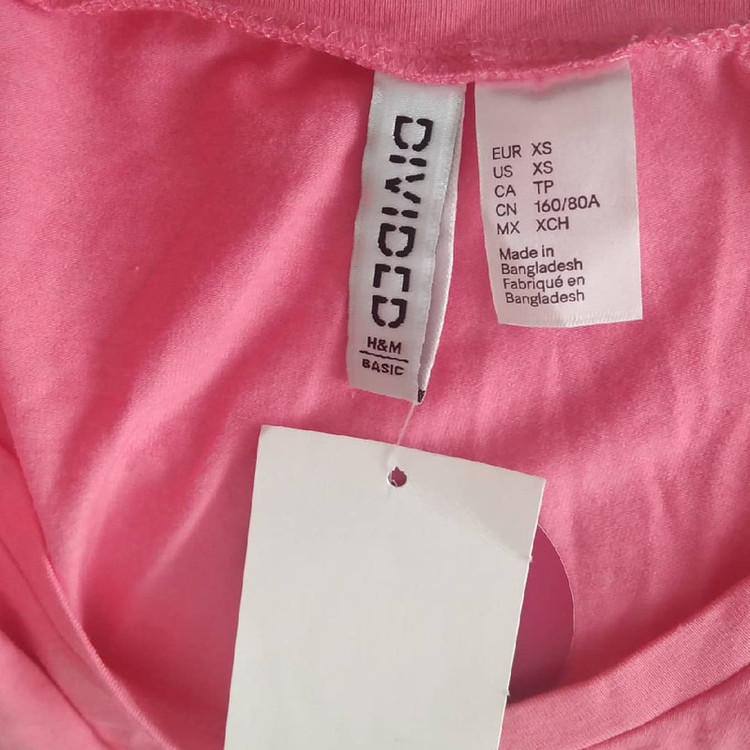 DIVIDED
H&M
BASIC
EUR XS
US XS
CA TP
CN 160/80A
MX XCH
Made in
Bangladesh
Fabriqué en
Bangladesh